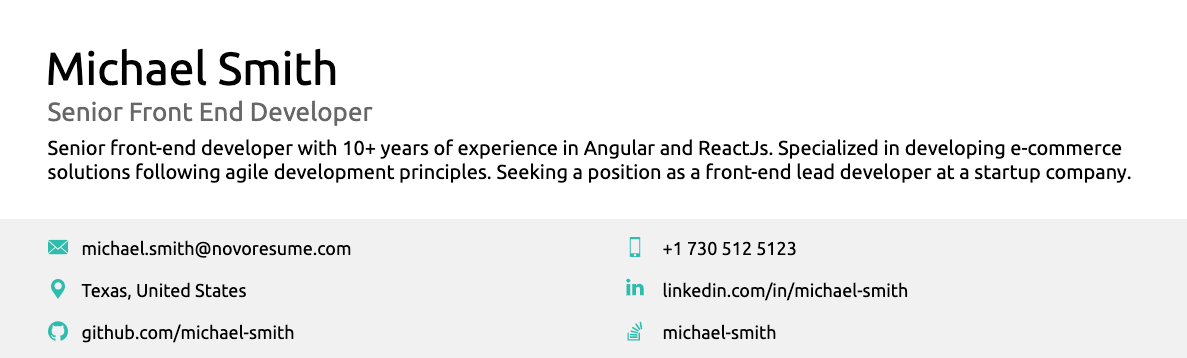 Michael Smith
Senior Front End Developer
Senior front-end developer with 10+ years of experience in Angular and ReactJs. Specialized in developing e-commerce
solutions following agile development principles. Seeking a position as a front-end lead developer at a startup company.
michael.smith@novoresume.com
+1 730 512 5123
Texas, United States
linkedin.com/in/michael-smith
github.com/michael-smith
michael-smith